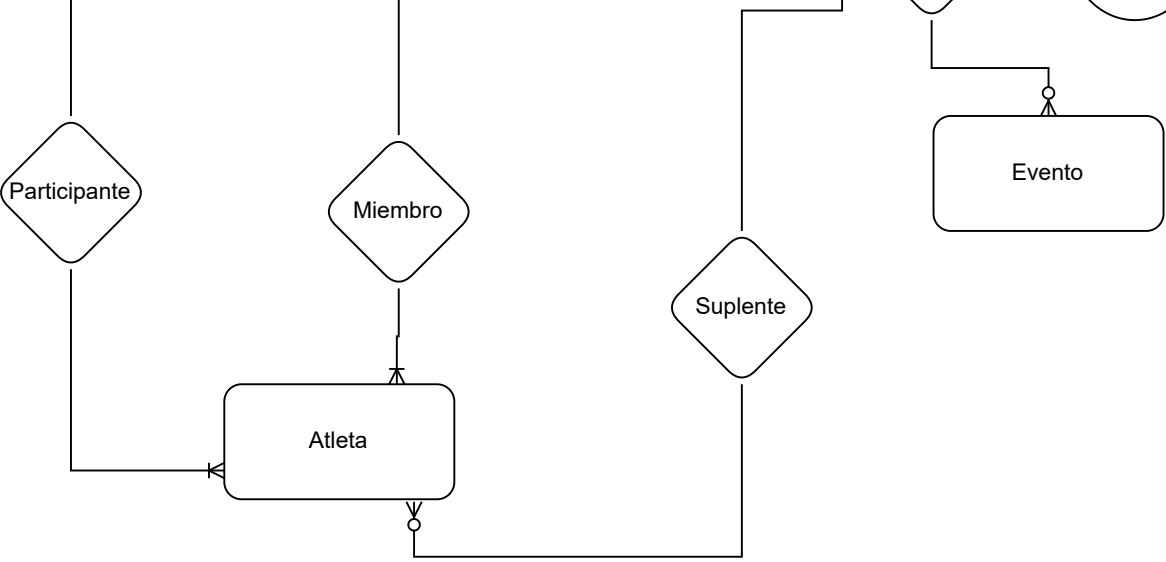 Participante
Miembro
Evento
Suplente
Atleta